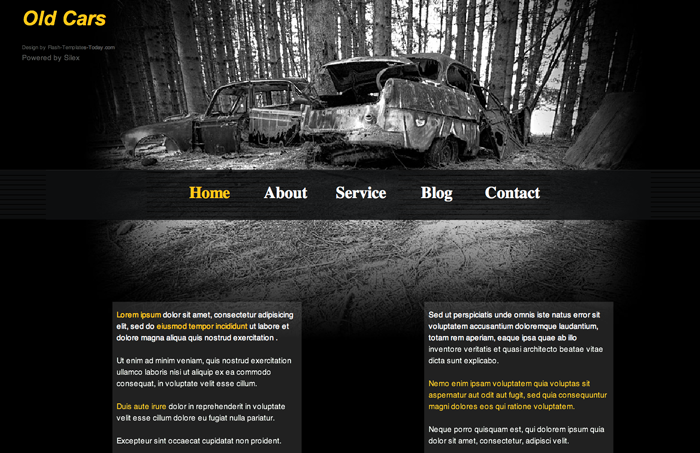 Old Cars
Design by Flash-Templates-Today.com
Powered by Silex
Home About Service Blog Contact
Lorem ipsum dolor sit amet, consectetur adipisicing
elit, sed do eiusmod tempor incididunt ut labore et
dolore magna aliqua quis nostrud exercitation .
Ut enim ad minim veniam, quis nostrud exercitation
ullamco laboris nisi ut aliquip ex ea commodo
consequat, in voluptate velit esse cillum.
Duis aute irure dolor in reprehenderit in voluptate
velit esse cillum dolore eu fugiat nulla pariatur.
Excepteur sint occaecat cupidatat non proident.
Sed ut perspiciatis unde omnis iste natus error sit
voluptatem accusantium doloremque laudantium,
totam rem aperiam, eaque ipsa quae ab illo
inventore veritatis et quasi architecto beatae vitae
dicta sunt explicabo.
Nemo enim ipsam voluptatem quia voluptas sit
aspernatur aut odit aut fugit, sed quia consequuntur
magni dolores eos qui ratione voluptatem.
Neque porro quisquam est, qui dolorem ipsum quia
dolor sit amet, consectetur, adipisci velit.